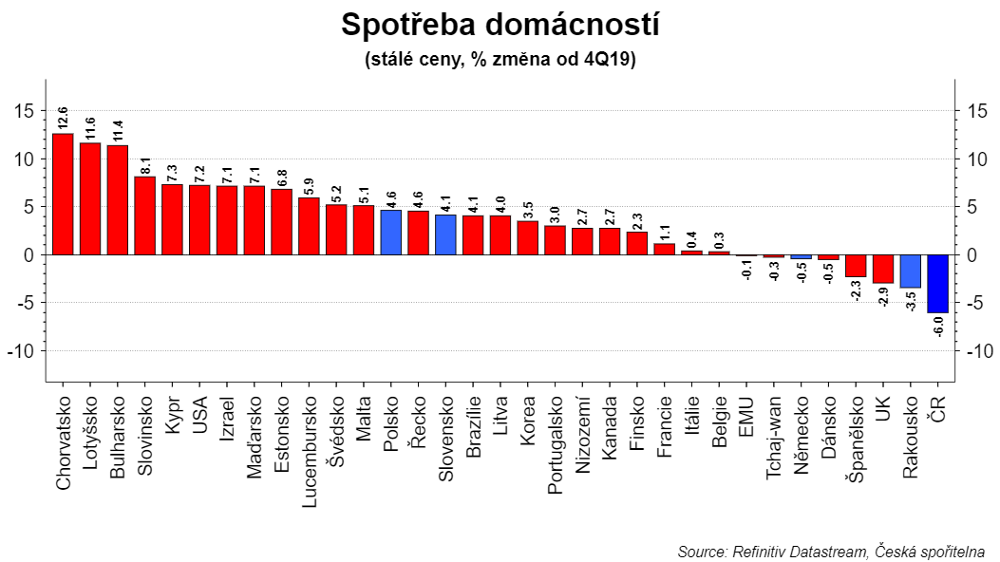 Spotřeba domácností
(stálé ceny, % změna od 4Q19)
15
10
5
0
-5
-10
15
10
5
0
-5
-10
12.6
11.6
11.4
8.1
7.3
7.2
7.1
7.1
6.8
5.9
5.2
5.1
4.6
4.6
4.1
4.1
4.0
3.5
3.0
2.7
2.7
2.3
1.1
0.4
0.3
-0.1
-0.3
-0.5
-0.5
-2.3
-2.9
-3.5
-6.0
Chorvatsko
Lotyšsko
Bulharsko
Slovinsko
Kypr
USA
Izrael
Maďarsko
Estonsko
Lucembursko
Švédsko
Malta
Polsko
Řecko
Slovensko
Brazílie
Litva
Korea
Portugalsko
Nizozemí
Kanada
Finsko
Francie
Itálie
Belgie
EMU
Tchaj-wan
Německo
Dánsko
Španělsko
UK
Rakousko
ČR
Source: Refinitiv Datastream, Česká spořitelna